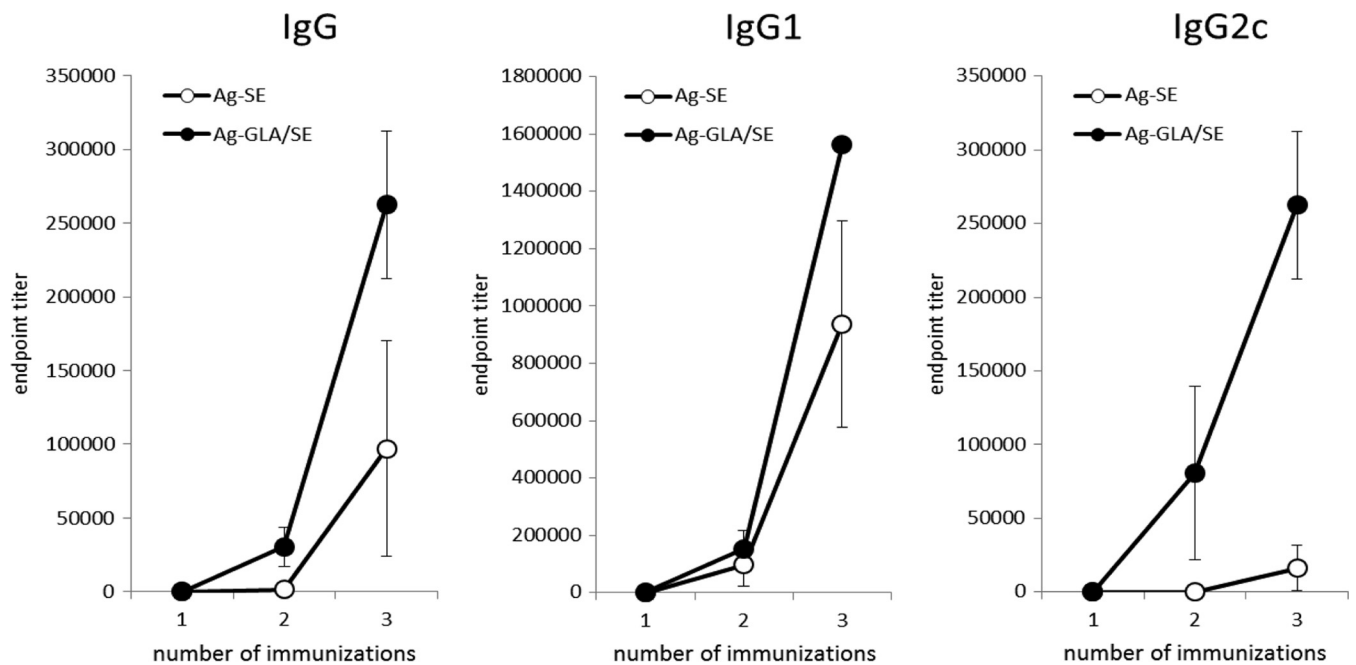 IgG
350000
300000
250000
200000
150000
100000
50000
0
endpoint titer
Ag-SE
Ag-GLA/SE
1 2 3
number of immunizations
IgG1
1800000
1600000
1400000
1200000
1000000
800000
600000
400000
200000
0
endpoint titer
Ag-SE
Ag-GLA/SE
1 2 3
number of immunizations
IgG2c
350000
300000
250000
200000
150000
100000
50000
0
endpoint titer
Ag-SE
Ag-GLA/SE
1 2 3
number of immunizations